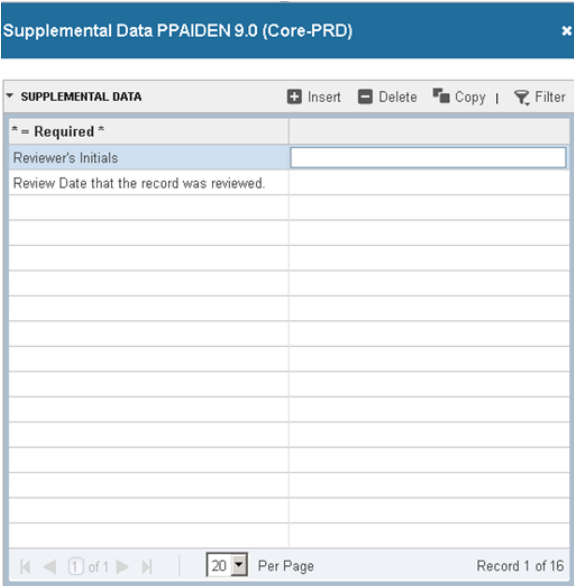 Supplemental Data PPAIDEN 9.0 (Core-PRD)
SUPPLEMENTAL DATA Insert Delete Copy | Filter
* = Required *
Reviewer's Initials
Review Date that the record was reviewed.
1 of 1 20 Per Page Record 1 of 16